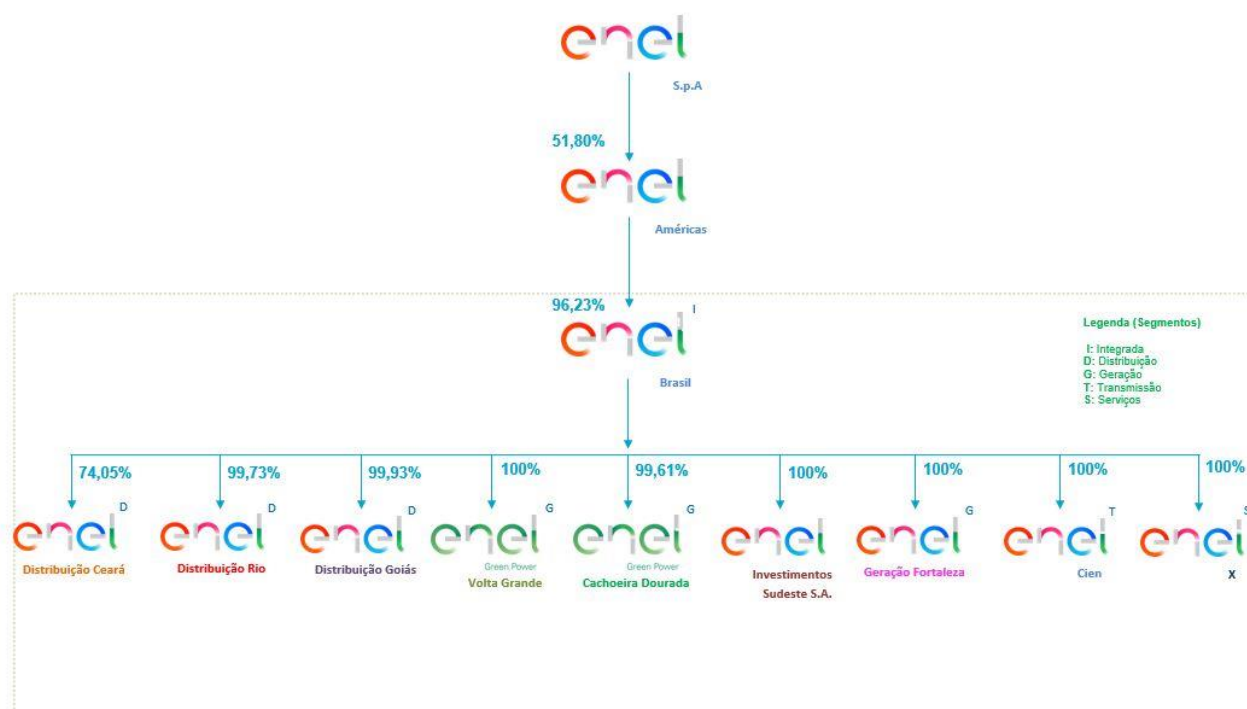 enel
S.p.A
51,80%
enel
Américas
96,23%
enel I
Brasil
Legenda (Segmentos)
I: Integrada
D: Distribuição
G: Geração
T: Transmissão
S: Serviços
74,05%
99,73%
99,93%
100%
99,61%
100%
100%
100%
100%
enel D
Distribuição Ceará
enel D
Distribuição Rio
enel D
Distribuição Goiás
enel G
Green Power
Volta Grande
enel G
Green Power
Cachoeira Dourada
enel
Investimentos
Sudeste S.A.
enel G
Geração Fortaleza
enel T
Cien
enel S
X